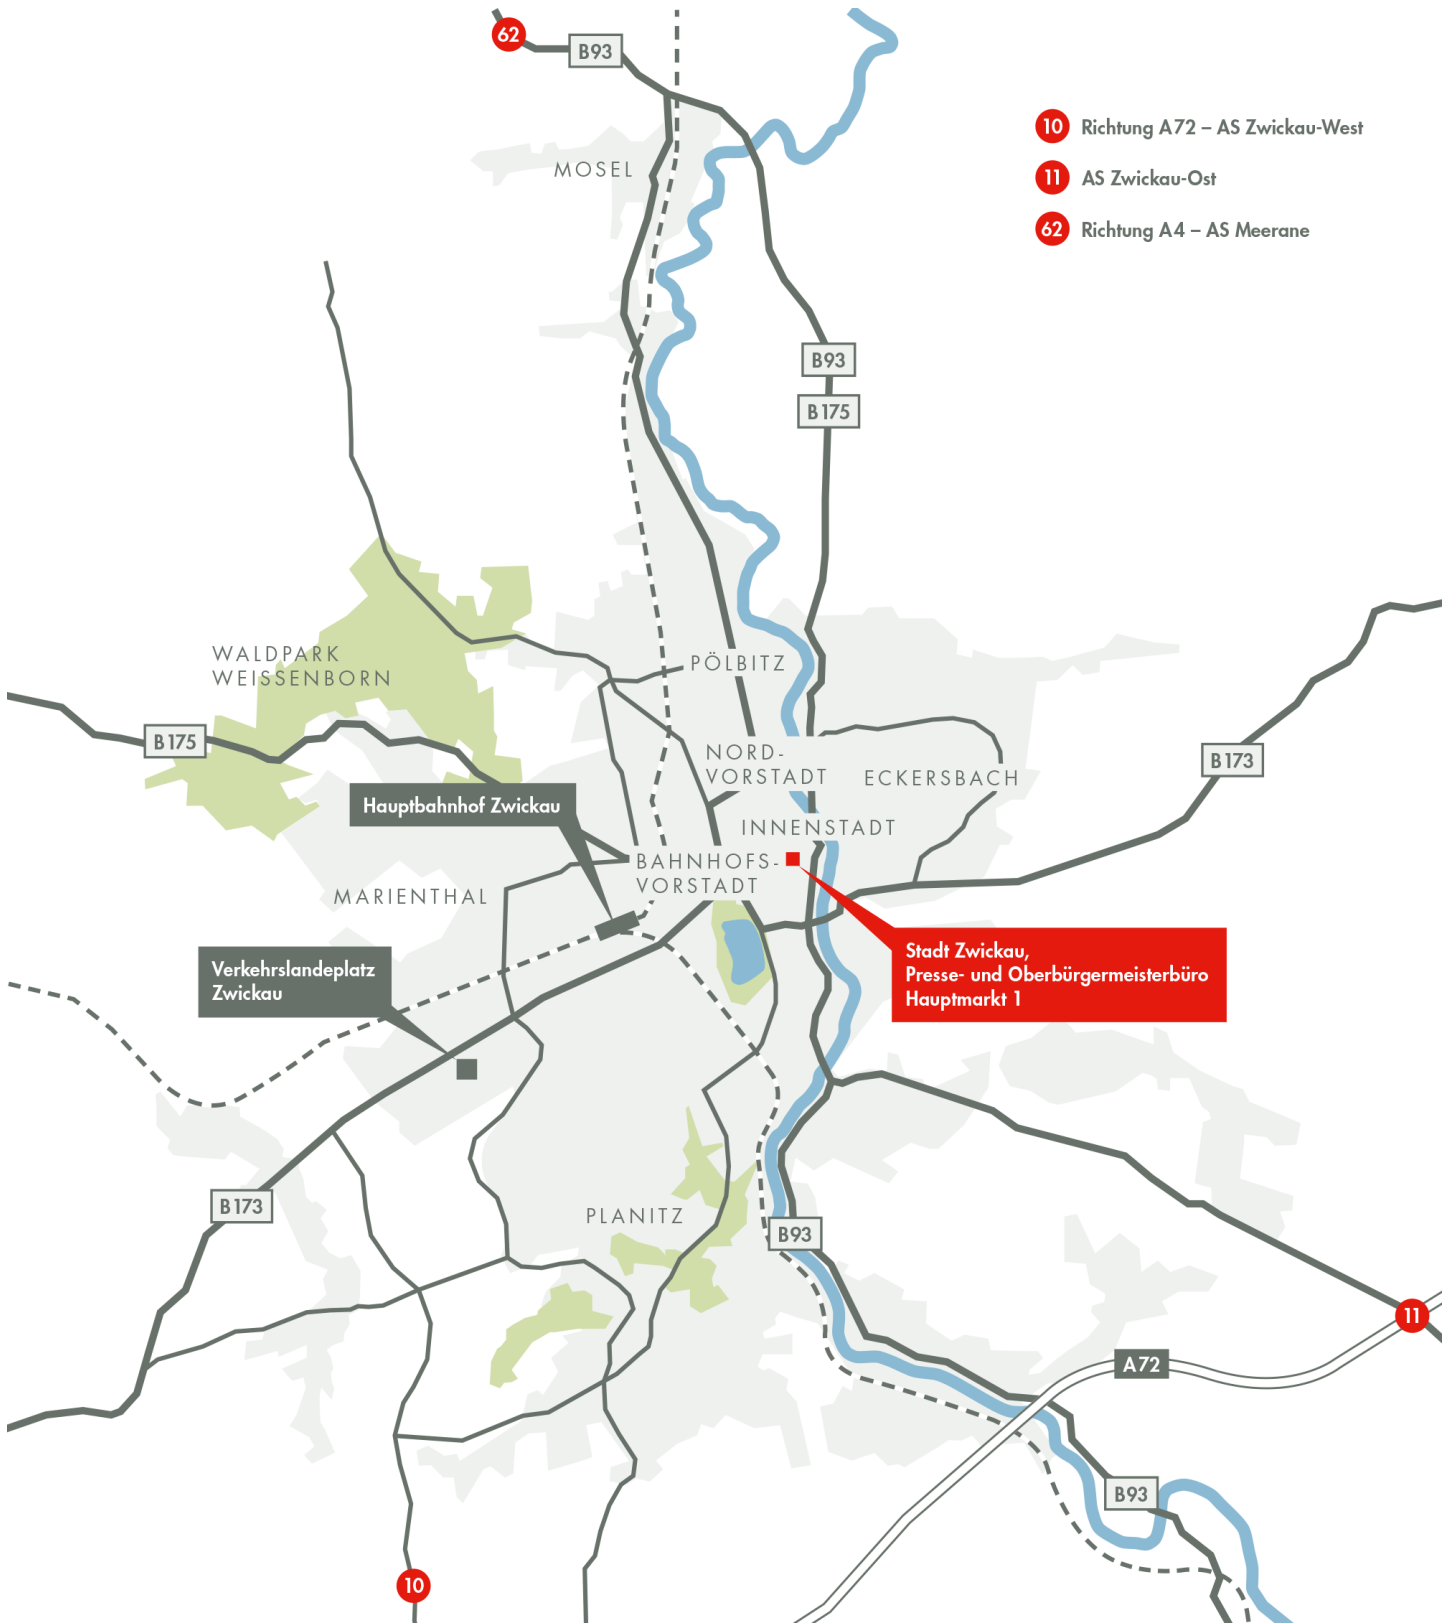 62
B93
10 Richtung A72 – AS Zwickau-West
11 AS Zwickau-Ost
62 Richtung A4 – AS Meerane
MOSEL
B93
B175
WALDPARK
WEISSENBORN
PÖLBITZ
B175
NORD-
VORSTADT
ECKERSBACH
B173
Hauptbahnhof Zwickau
INNENSTADT
BAHNHOFS-
VORSTADT
MARIENTHAL
Stadt Zwickau,
Presse- und Oberbürgermeisterbüro
Hauptmarkt 1
Verkehrslandeplatz
Zwickau
B173
PLANITZ
B93
11
A72
B93
10